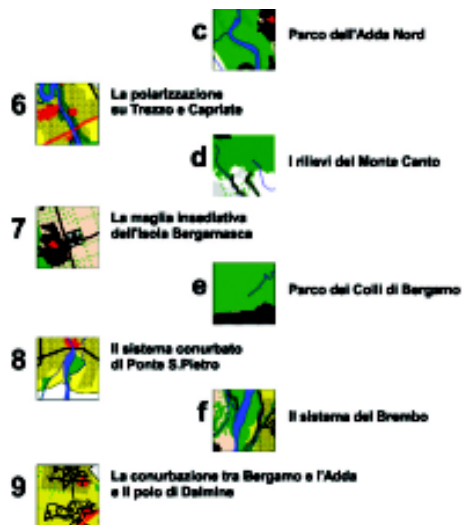 c Parco dell'Adda Nord
6 La polarizzazione
su Trezzo e Capriate
d I rilievi del Monte Canto
7 La maglia insediativa
dell'Isola Bergamasca
e Parco dei Colli di Bergamo
8 Il sistema conurbato
di Ponte S.Pietro
f Il sistema del Brembo
9 La conurbazione tra Bergamo e l'Adda
e il polo di Dalmine